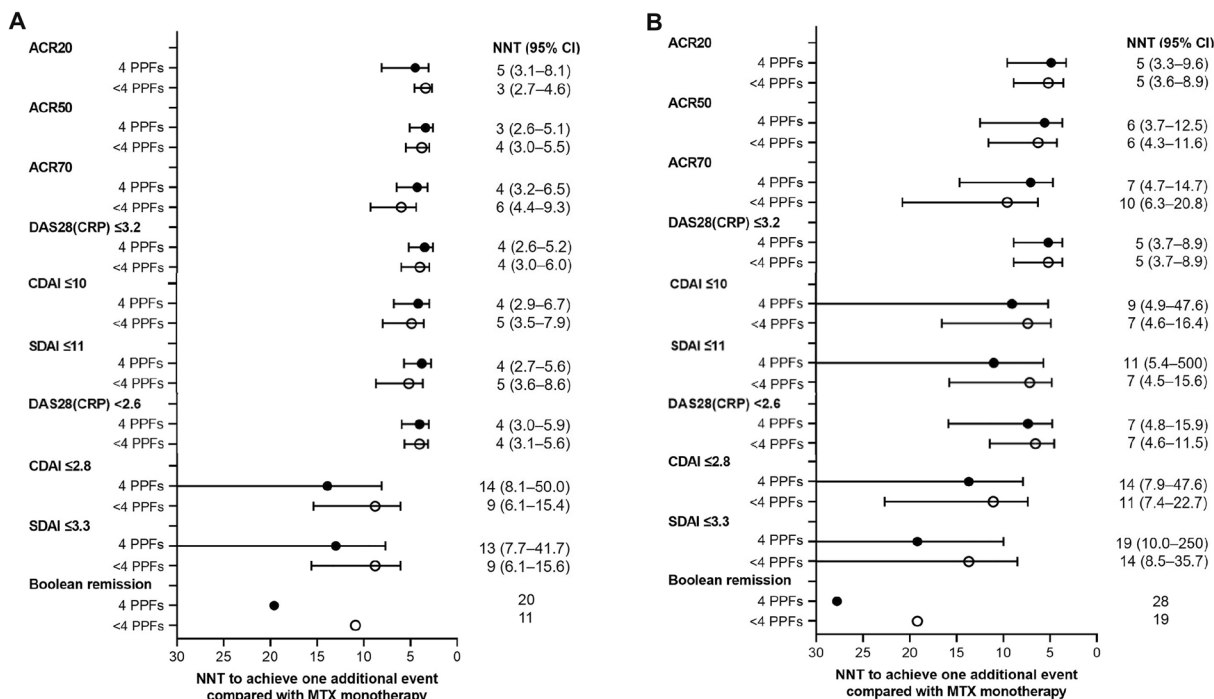 A
NNT (95% CI)
ACR20
4 PPFs 5 (3.1–8.1)
<4 PPFs 3 (2.7–4.6)
ACR50
4 PPFs 3 (2.6–5.1)
<4 PPFs 4 (3.0–5.5)
ACR70
4 PPFs 4 (3.2–6.5)
<4 PPFs 6 (4.4–9.3)
DAS28(CRP) ≤3.2
4 PPFs 4 (2.6–5.2)
<4 PPFs 4 (3.0–6.0)
CDAI ≤10
4 PPFs 4 (2.9–6.7)
<4 PPFs 5 (3.5–7.9)
SDAI ≤11
4 PPFs 4 (2.7–5.6)
<4 PPFs 5 (3.6–8.6)
DAS28(CRP) <2.6
4 PPFs 4 (3.0–5.9)
<4 PPFs 4 (3.1–5.6)
CDAI ≤2.8
4 PPFs 14 (8.1–50.0)
<4 PPFs 9 (6.1–15.4)
SDAI ≤3.3
4 PPFs 13 (7.7–41.7)
<4 PPFs 9 (6.1–15.6)
Boolean remission
4 PPFs 20
<4 PPFs 11
30 25 20 15 10 5 0
NNT to achieve one additional event
compared with MTX monotherapy
B
NNT (95% CI)
ACR20
4 PPFs 5 (3.3–9.6)
<4 PPFs 5 (3.6–8.9)
ACR50
4 PPFs 6 (3.7–12.5)
<4 PPFs 6 (4.3–11.6)
ACR70
4 PPFs 7 (4.7–14.7)
<4 PPFs 10 (6.3–20.8)
DAS28(CRP) ≤3.2
4 PPFs 5 (3.7–8.9)
<4 PPFs 5 (3.7–8.9)
CDAI ≤10
4 PPFs 9 (4.9–47.6)
<4 PPFs 7 (4.6–16.4)
SDAI ≤11
4 PPFs 11 (5.4–500)
<4 PPFs 7 (4.5–15.6)
DAS28(CRP) <2.6
4 PPFs 7 (4.8–15.9)
<4 PPFs 7 (4.6–11.5)
CDAI ≤2.8
4 PPFs 14 (7.9–47.6)
<4 PPFs 11 (7.4–22.7)
SDAI ≤3.3
4 PPFs 19 (10.0–250)
<4 PPFs 14 (8.5–35.7)
Boolean remission
4 PPFs 28
<4 PPFs 19
30 25 20 15 10 5 0
NNT to achieve one additional event
compared with MTX monotherapy